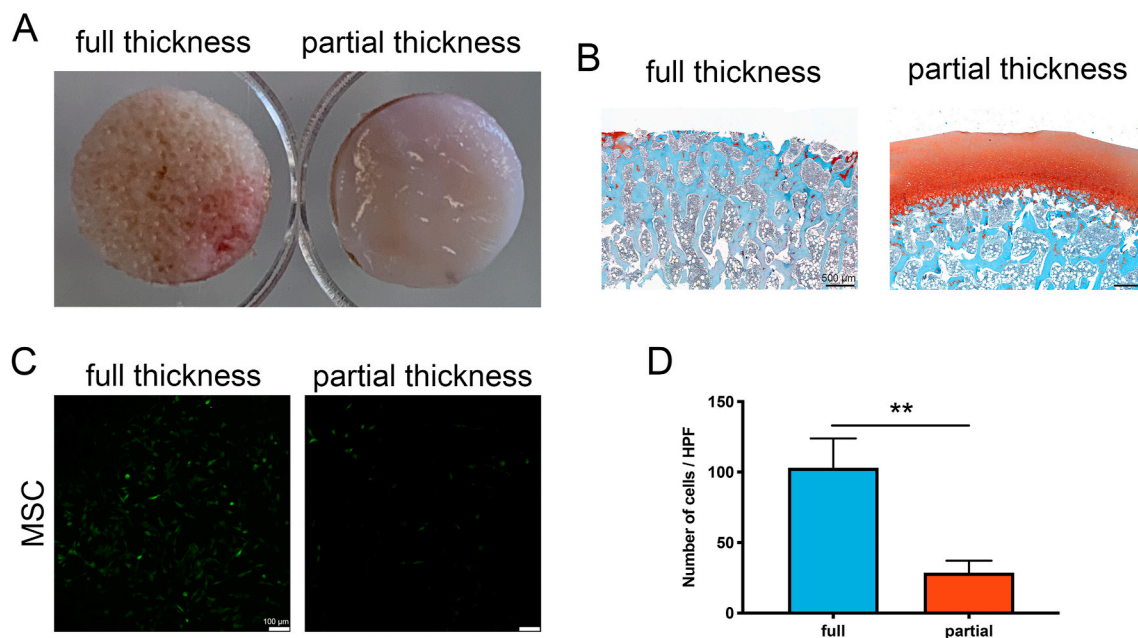 A
full thickness
partial thickness
B
full thickness
partial thickness
500 µm
C
full thickness
partial thickness
MSC
100 µm
D
Number of cells / HPF
150
100
50
0
**
full
partial